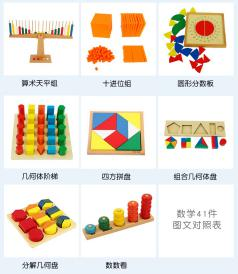 算术天平组
十进位组
圆形分数板
几何体阶梯
四方拼盘
组合几何体盘
数学41件
图文对照表
分解几何盘
数数看